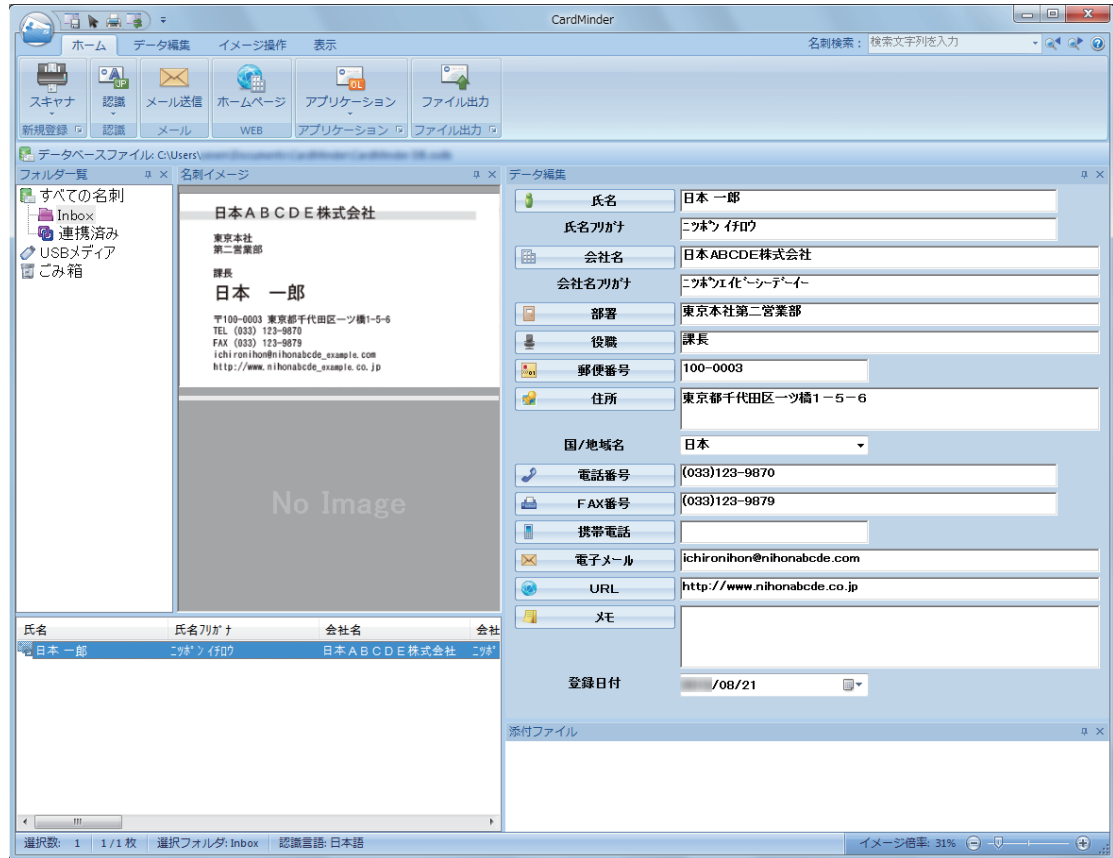 CardMinder
ホーム データ編集 イメージ操作 表示 名刺検索： 検索文字列を入力
スキャナ 認識 メール送信 ホームページ アプリケーション ファイル出力
新規登録 認識 メール WEB アプリケーション ファイル出力
データベースファイル: C:\Users\
フォルダ一覧 名刺イメージ データ編集
すべての名刺
Inbox
連携済み
USBメディア
ごみ箱
日本ＡＢＣＤＥ株式会社
東京本社
第二営業部
課長
日本 一郎
〒100-0003 東京都千代田区一ツ橋1-5-6
TEL (033) 123-9870
FAX (033) 123-9879
ichironihon@nihonabcde_example.com
http://www.nihonabcde_example.co.jp
No Image
氏名 日本 一郎
氏名ﾌﾘｶﾞﾅ ﾆｯﾎﾟﾝ ｲﾁﾛｳ
会社名 日本ABCDE株式会社
会社名ﾌﾘｶﾞﾅ ﾆｯﾎﾟﾝｴｲﾋﾞｰｼｰﾃﾞｰｲｰ
部署 東京本社第二営業部
役職 課長
郵便番号 100-0003
住所 東京都千代田区一ツ橋１－５－６
国/地域名 日本
電話番号 (033)123-9870
ＦAX番号 (033)123-9879
携帯電話
電子メール ichironihon@nihonabcde.com
URL http://www.nihonabcde.co.jp
メモ
登録日付 /08/21
添付ファイル
氏名 氏名ﾌﾘｶﾞﾅ 会社名 会社
日本 一郎 ﾆｯﾎﾟﾝ ｲﾁﾛｳ 日本ＡＢＣＤＥ株式会社 ﾆｯﾎﾟ
選択数: 1 1/1枚 選択フォルダ: Inbox 認識言語: 日本語 イメージ倍率: 31%